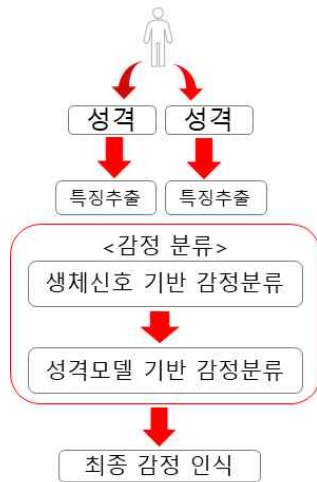 성격 성격
특징추출 특징추출
<감정 분류>
생체신호 기반 감정분류
성격모델 기반 감정분류
최종 감정 인식